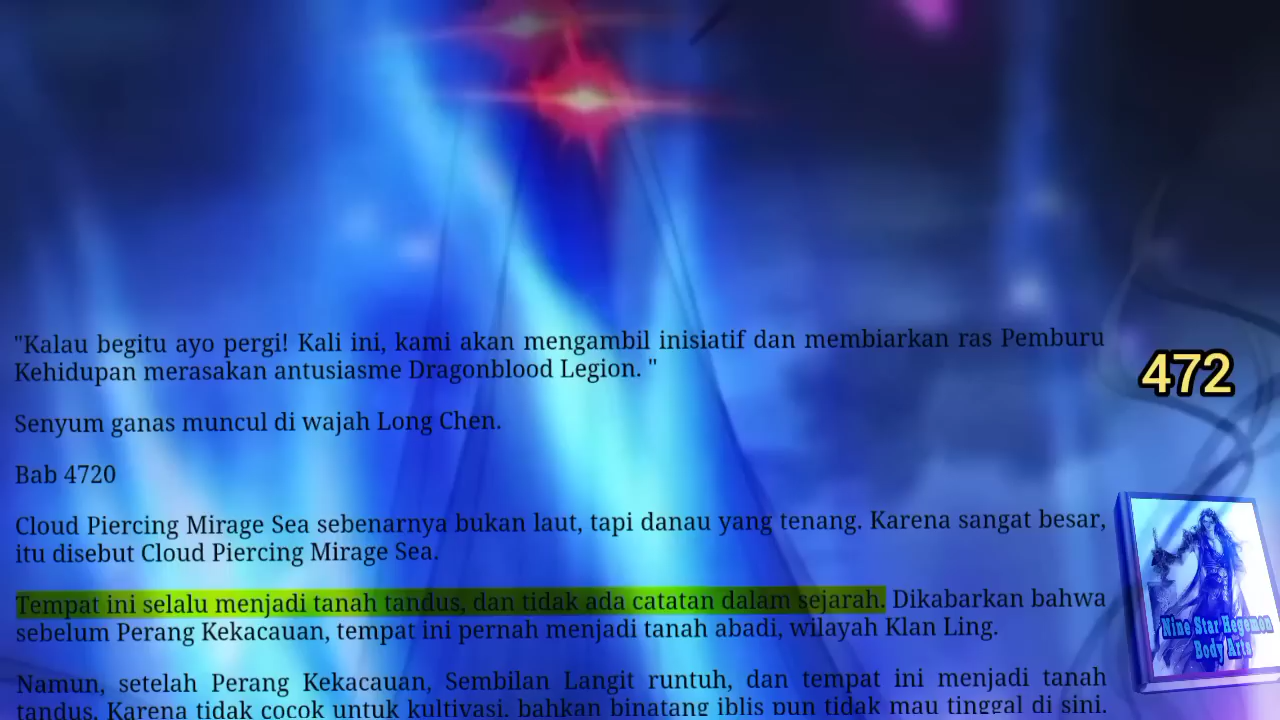 "Kalau begitu ayo pergi! Kali ini, kami akan mengambil inisiatif dan membiarkan ras Pemburu
Kehidupan merasakan antusiasme Dragonblood Legion. "
Senyum ganas muncul di wajah Long Chen.
472
Bab 4720
Cloud Piercing Mirage Sea sebenarnya bukan laut, tapi danau yang tenang. Karena sangat besar,
itu disebut Cloud Piercing Mirage Sea.
Tempat ini selalu menjadi tanah tandus, dan tidak ada catatan dalam sejarah. Dikabarkan bahwa
sebelum Perang Kekacauan, tempat ini pernah menjadi tanah abadi, wilayah Klan Ling.
Nine Star Hegemon
Body Arts
Namun, setelah Perang Kekacauan, Sembilan Langit runtuh, dan tempat ini menjadi tanah
tandus. Karena tidak cocok untuk kultivasi, bahkan binatang iblis pun tidak mau tinggal di sini.